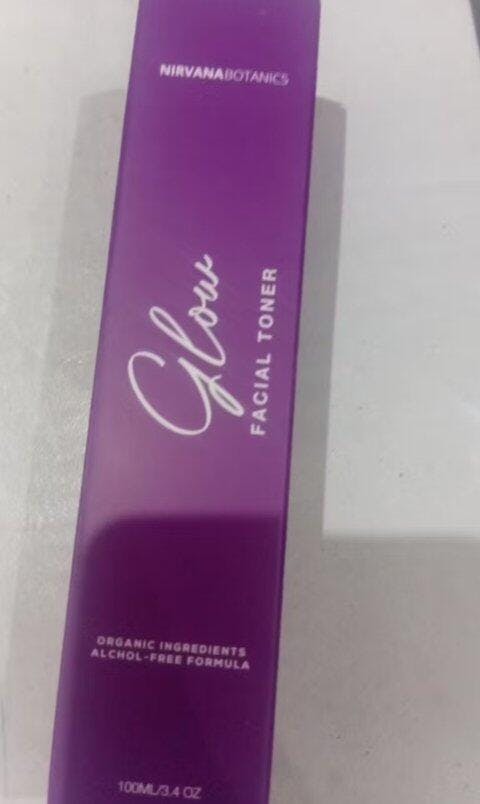 NIRVANABOTANICS
Glow
FACIAL TONER
ORGANIC INGREDIENTS
ALCHOL-FREE FORMULA
100ML/3.4 OZ